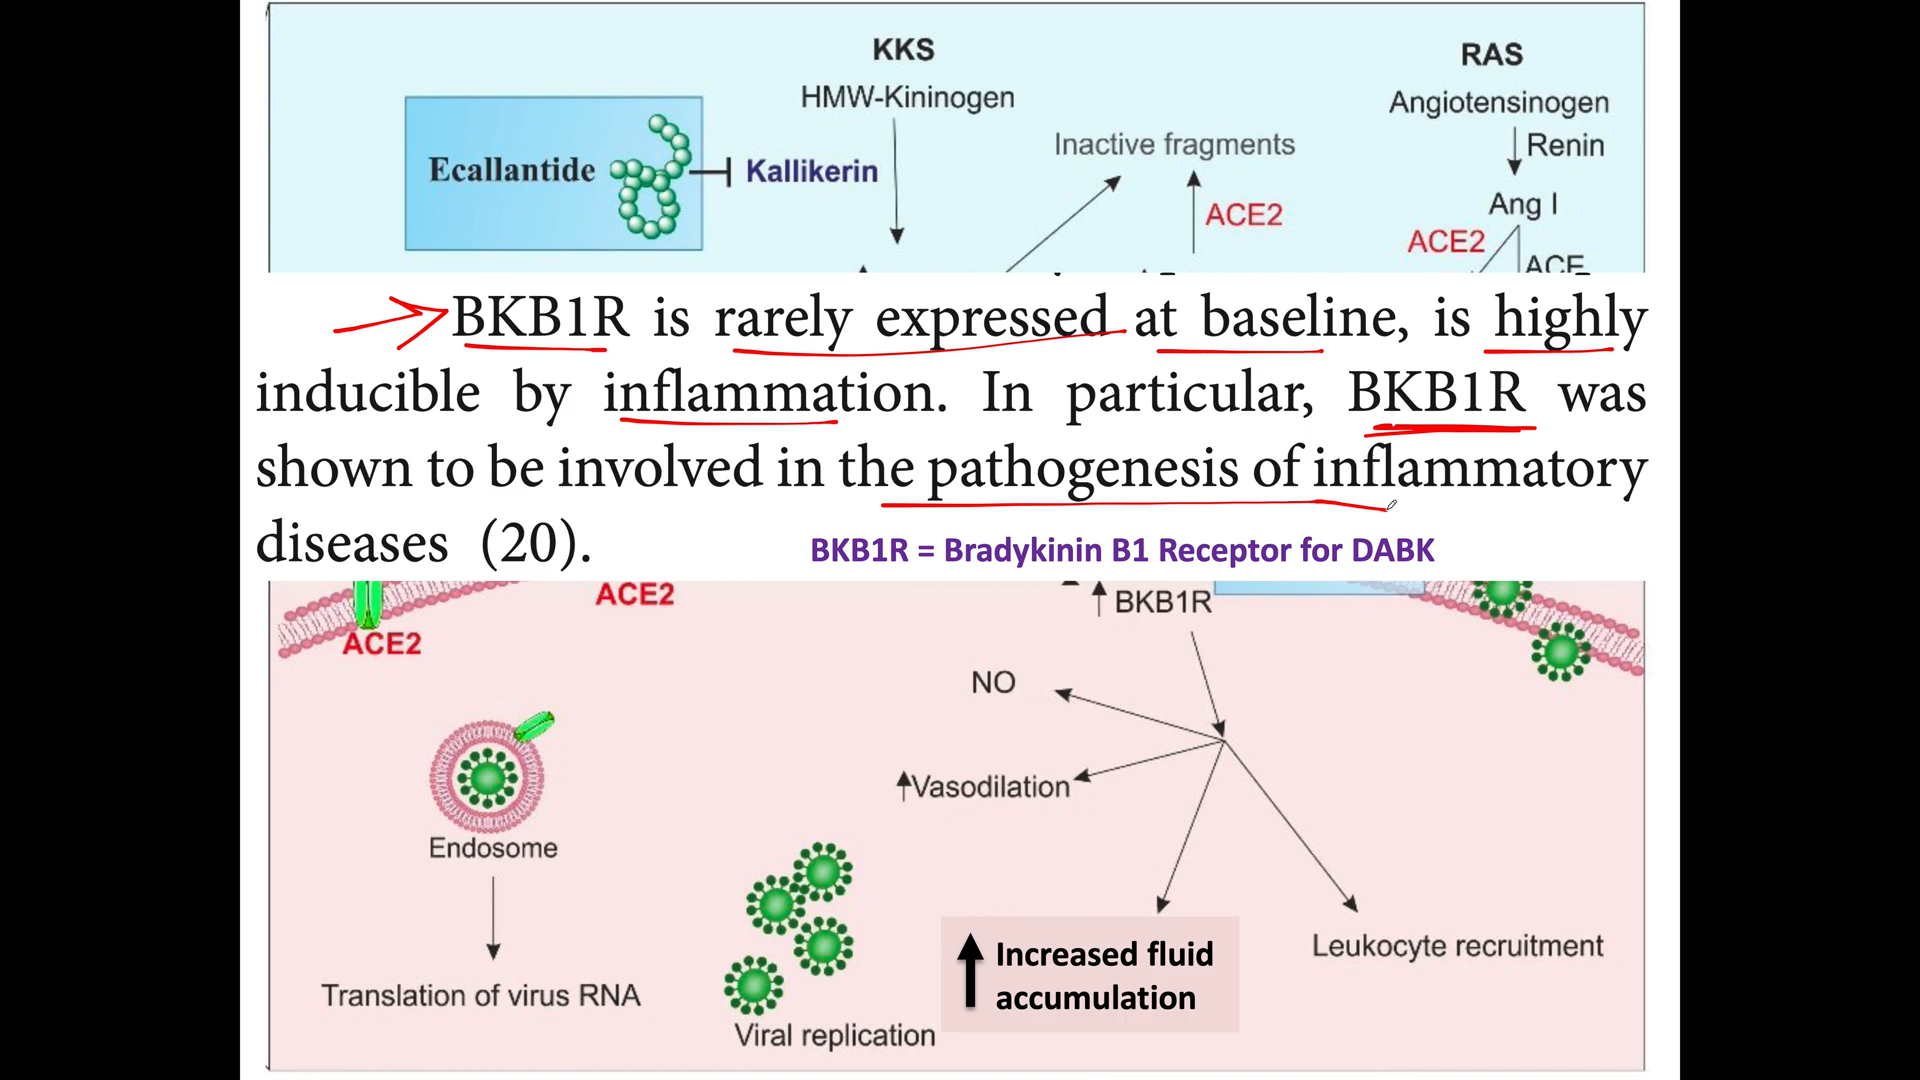 KKS
RAS
HMW-Kininogen
Angiotensinogen
Inactive fragments
Renin
Ecallantide
Kallikerin
Ang I
ACE2
ACE2
ACE
BKB1R is rarely expressed at baseline, is highly
inducible by inflammation. In particular, BKB1R was
shown to be involved in the pathogenesis of inflammatory
diseases (20).
BKB1R = Bradykinin B1 Receptor for DABK
ACE2
BKB1R
ACE2
NO
Vasodilation
Endosome
Increased fluid
accumulation
Leukocyte recruitment
Translation of virus RNA
Viral replication